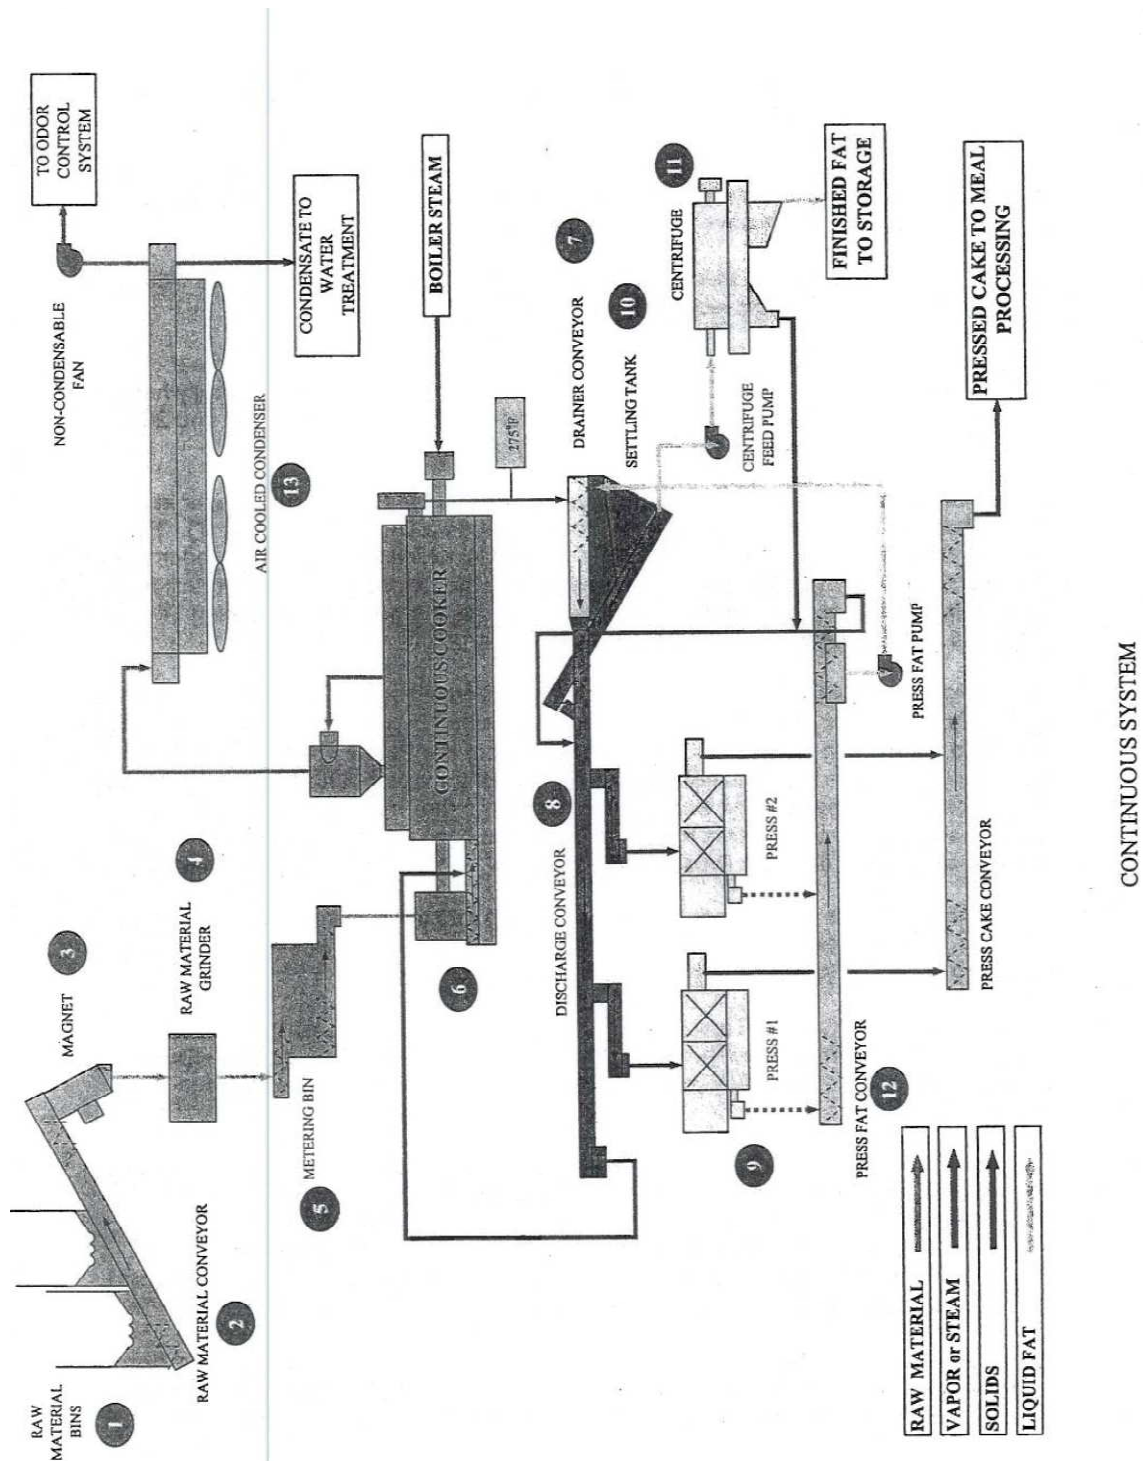 RAW
MATERIAL
BINS
1
RAW MATERIAL CONVEYOR
2
MAGNET
3
RAW MATERIAL
GRINDER
4
METERING BIN
5
6
NON-CONDENSABLE
FAN
TO ODOR
CONTROL
SYSTEM
AIR COOLED CONDENSER
13
CONDENSATE TO
WATER
TREATMENT
CONTINUOUS COOKER
BOILER STEAM
275°F
DRAINER CONVEYOR
7
SETTLING TANK
10
DISCHARGE CONVEYOR
8
CENTRIFUGE
11
CENTRIFUGE
FEED PUMP
FINISHED FAT
TO STORAGE
PRESS #1
PRESS #2
9
PRESS FAT CONVEYOR
12
PRESS FAT PUMP
PRESS CAKE CONVEYOR
PRESSED CAKE TO MEAL
PROCESSING
RAW MATERIAL
VAPOR or STEAM
SOLIDS
LIQUID FAT
CONTINUOUS SYSTEM